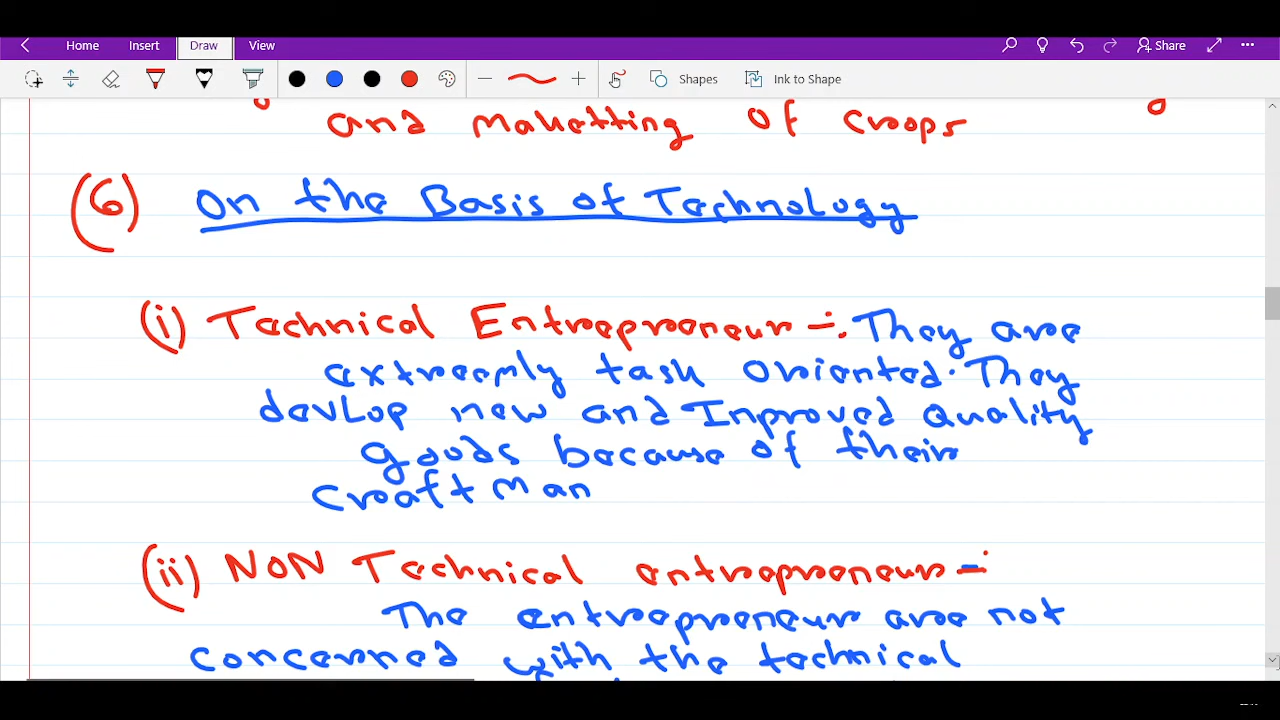 Home Insert Draw View Share
Shapes Ink to Shape
and Maketting of Croops
(6) On the Basis of Technology
(i) Technical Entrepreneur -:. They are
extreemly task oriented. They
devLop new and Inproved Quality
goods because of their
Craft Man
(ii) NON Technical entrepreneur -
The entrepreneur are not
concerned with the technical